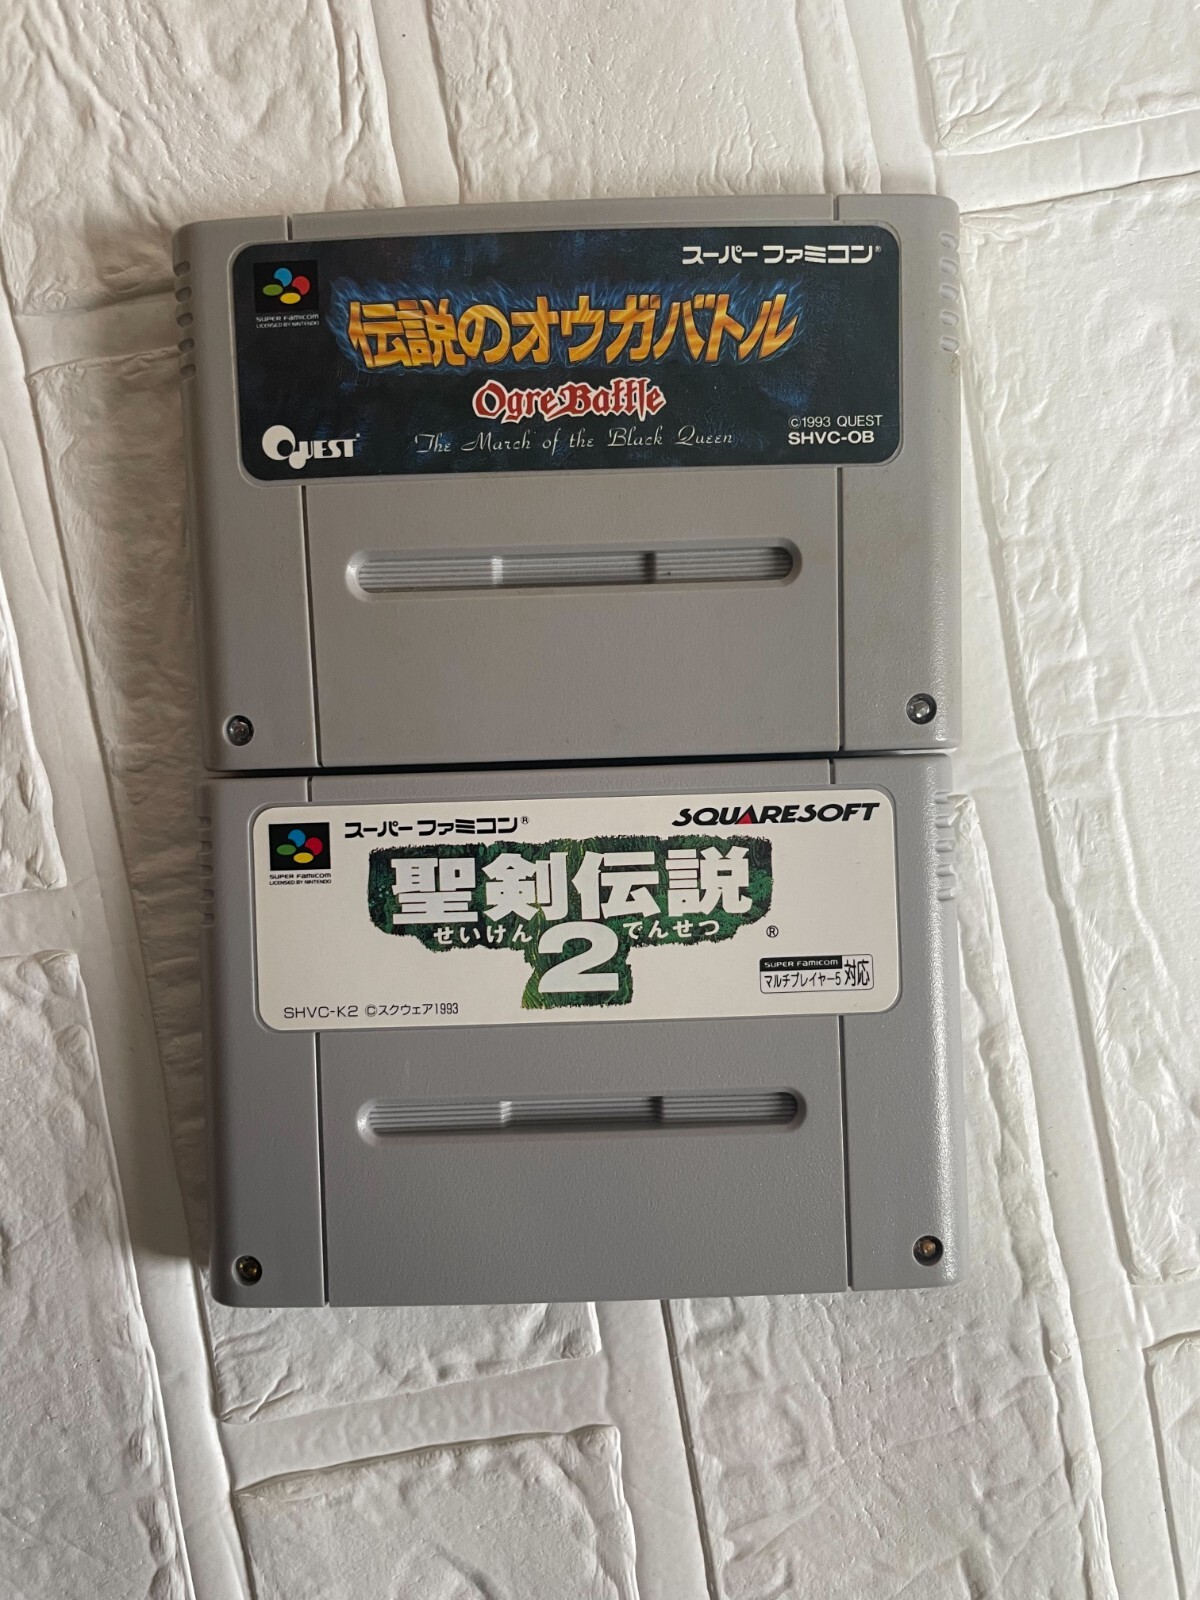 スーパーファミコン®
SUPER FAMICOM
LICENSED BY NINTENDO
伝説のオウガバトル
Ogre Battle
The March of the Black Queen
QUEST
©1993 QUEST
SHVC-OB
SUPER FAMICOM
LICENSED BY NINTENDO
スーパーファミコン®
SQUARESOFT
聖剣伝説
せいけん でんせつ
2 ®
SUPER FAMICOM
マルチプレイヤー5 対応
SHVC-K2 ©スクウェア1993